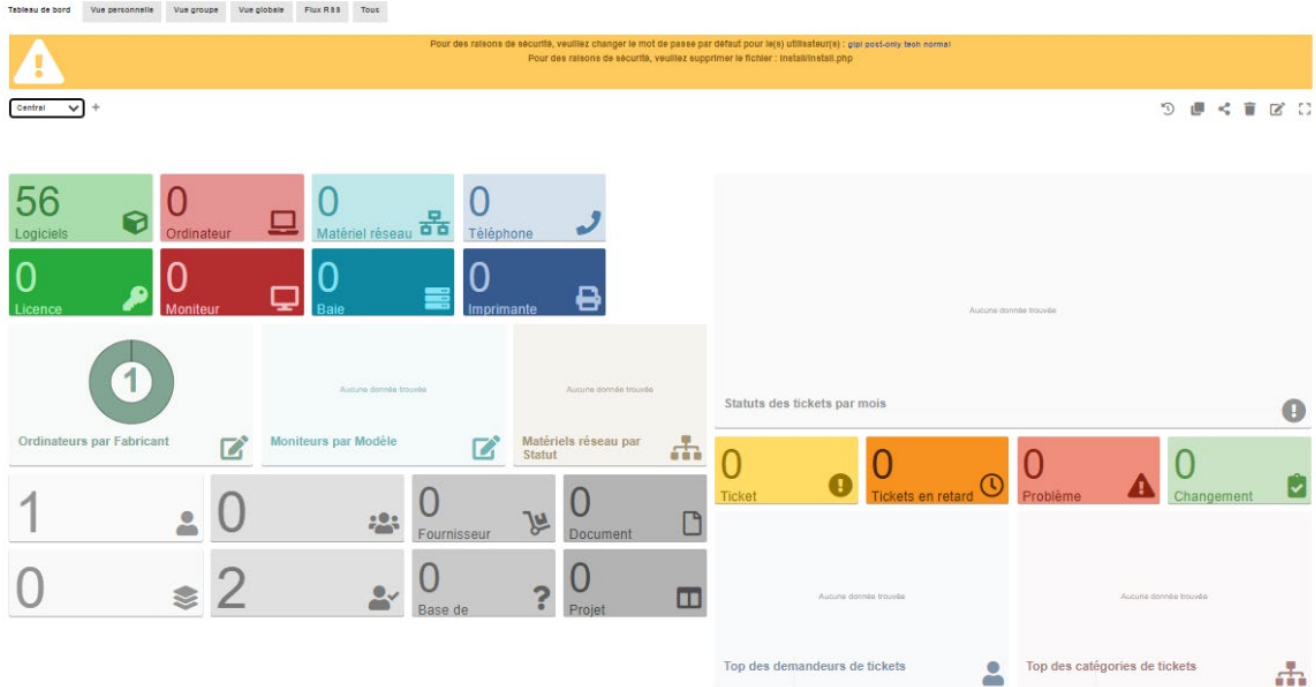 Tableau de bord Vue personnelle Vue groupe Vue globale Flux RSS Tous
Pour des raisons de sécurité, veuillez changer le mot de passe par défaut pour le(s) utilisateur(s) : glpi post-only tech normal
Pour des raisons de sécurité, veuillez supprimer le fichier : install/install.php
Central +
56
Logiciels
0
Ordinateur
0
Matériel réseau
0
Téléphone
0
Licence
0
Moniteur
0
Baie
0
Imprimante
1
Ordinateurs par Fabricant
Aucune donnée trouvée
Moniteurs par Modèle
Aucune donnée trouvée
Matériels réseau par
Statut
1
0
0
Fournisseur
0
Document
0
2
0
Base de
?
0
Projet
Aucune donnée trouvée
Statuts des tickets par mois
0
Ticket
0
Tickets en retard
0
Problème
0
Changement
Aucune donnée trouvée
Top des demandeurs de tickets
Aucune donnée trouvée
Top des catégories de tickets